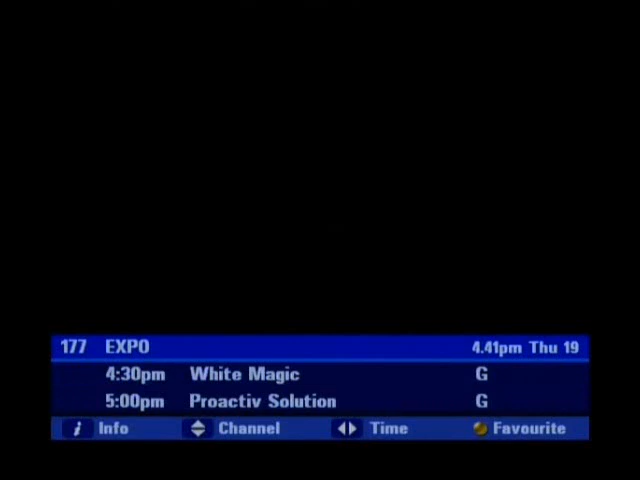 177 EXPO 4.41pm Thu 19
4:30pm White Magic G
5:00pm Proactiv Solution G
i Info Channel Time Favourite